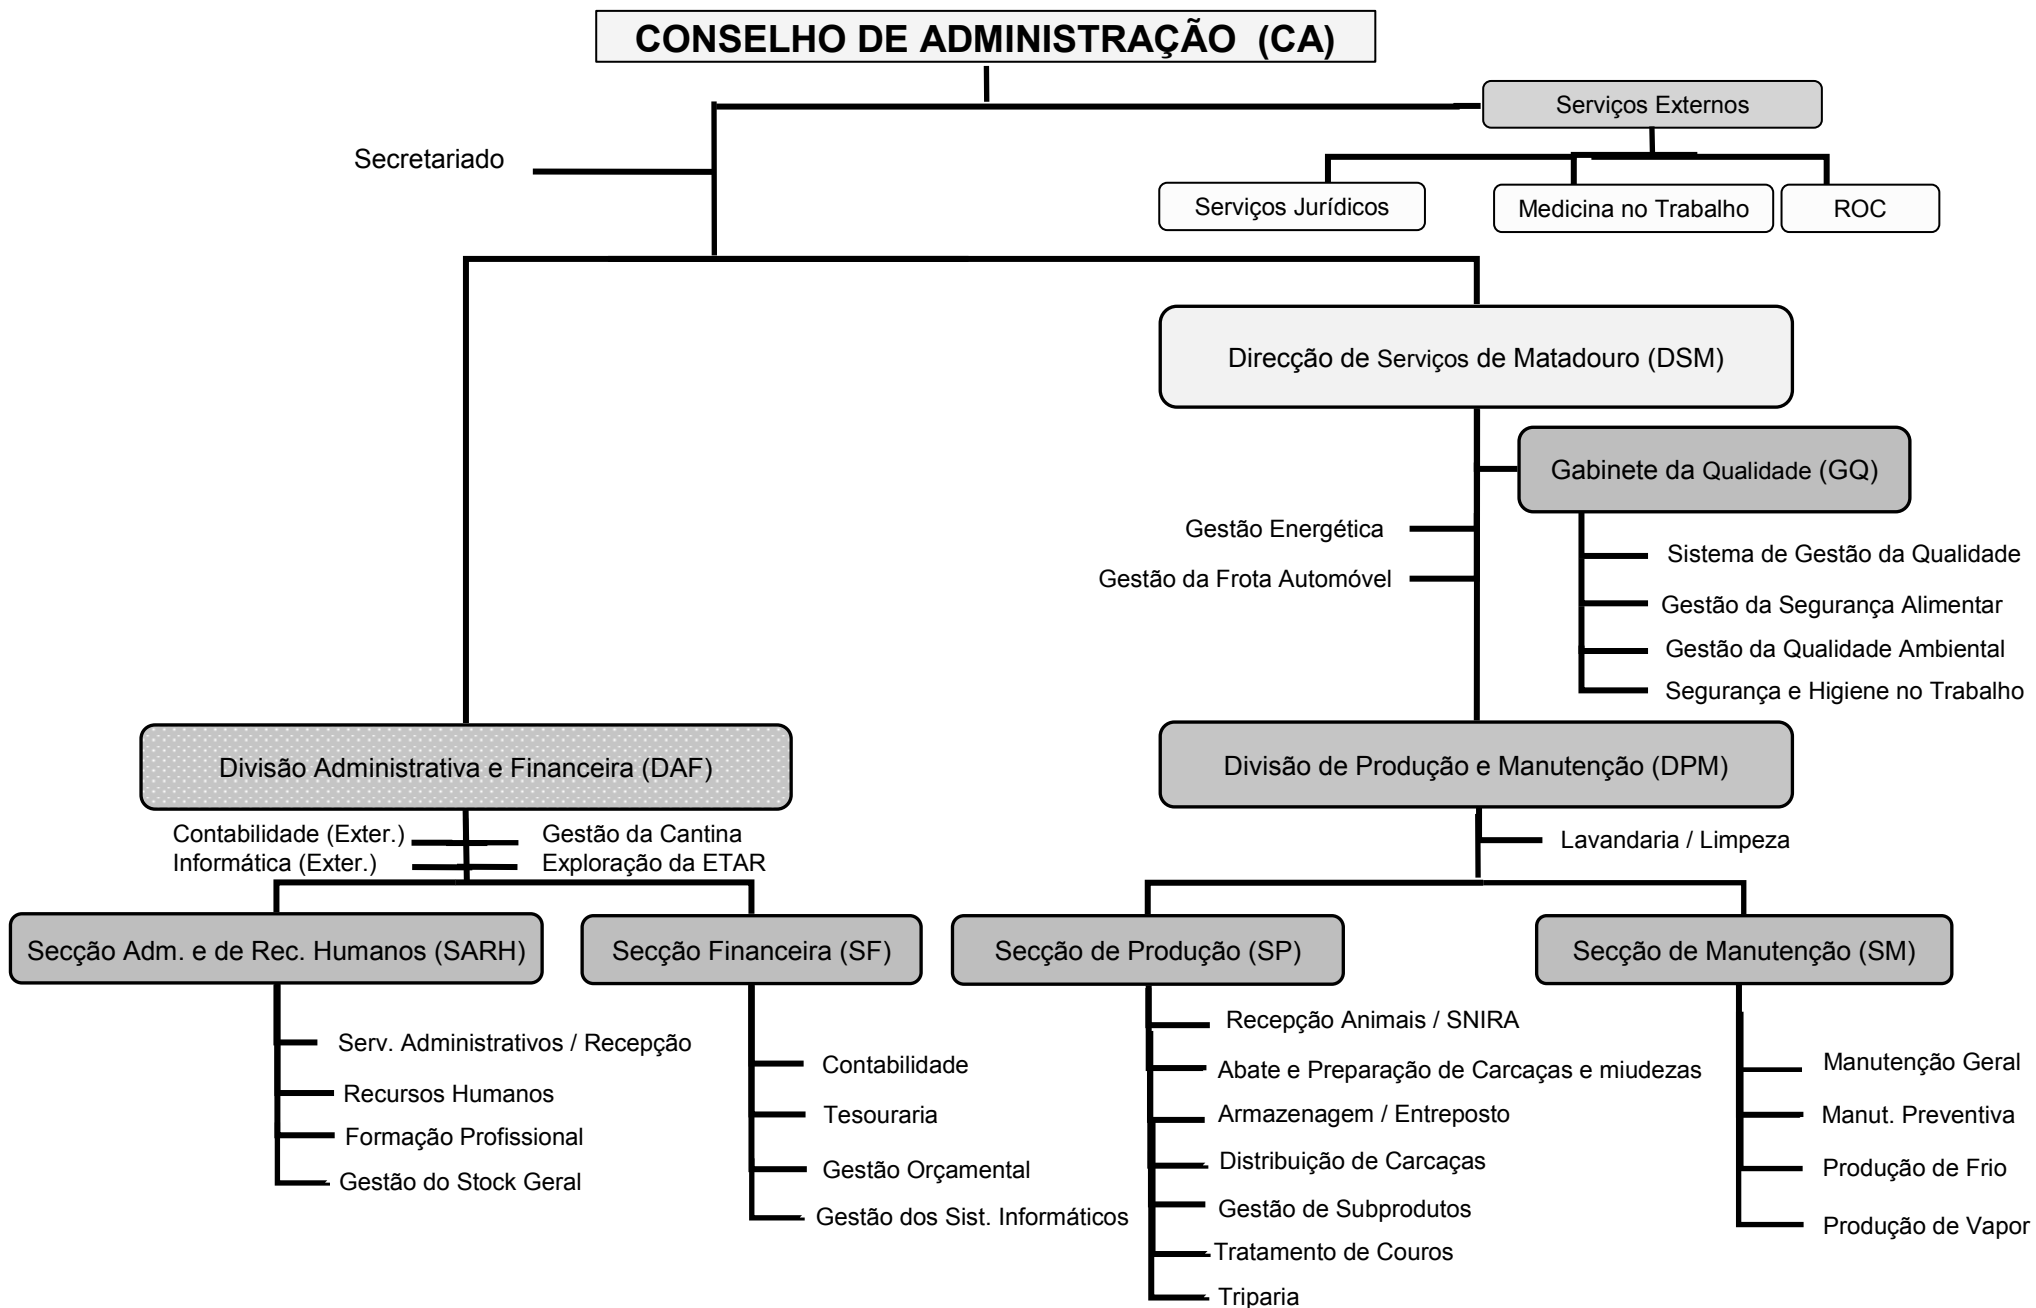 CONSELHO DE ADMINISTRAÇÃO (CA)
Serviços Externos
Secretariado
Serviços Jurídicos
Medicina no Trabalho
ROC
Direcção de Serviços de Matadouro (DSM)
Gabinete da Qualidade (GQ)
Gestão Energética
Gestão da Frota Automóvel
Sistema de Gestão da Qualidade
Gestão da Segurança Alimentar
Gestão da Qualidade Ambiental
Segurança e Higiene no Trabalho
Divisão Administrativa e Financeira (DAF)
Divisão de Produção e Manutenção (DPM)
Contabilidade (Exter.)
Informática (Exter.)
Gestão da Cantina
Exploração da ETAR
Lavandaria / Limpeza
Secção Adm. e de Rec. Humanos (SARH)
Secção Financeira (SF)
Secção de Produção (SP)
Secção de Manutenção (SM)
Serv. Administrativos / Recepção
Recursos Humanos
Formação Profissional
Gestão do Stock Geral
Contabilidade
Tesouraria
Gestão Orçamental
Gestão dos Sist. Informáticos
Recepção Animais / SNIRA
Abate e Preparação de Carcaças e miudezas
Armazenagem / Entreposto
Distribuição de Carcaças
Gestão de Subprodutos
Tratamento de Couros
Triparia
Manutenção Geral
Manut. Preventiva
Produção de Frio
Produção de Vapor